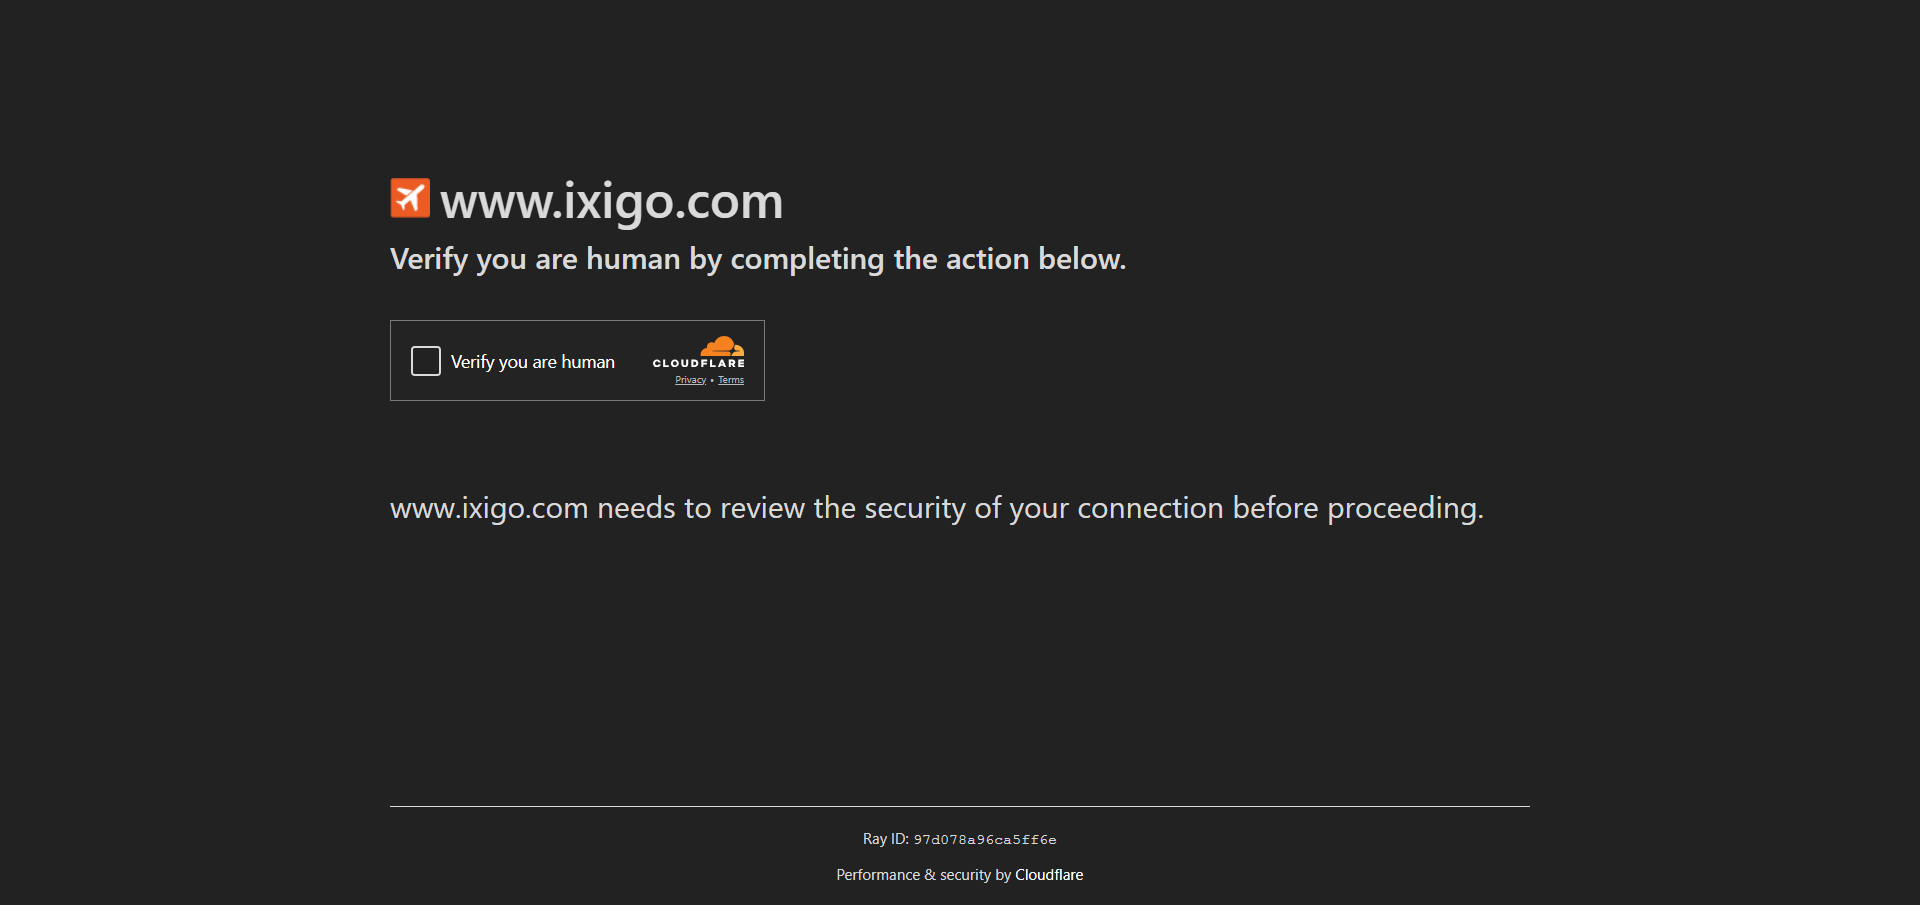 www.ixigo.com
Verify you are human by completing the action below.
Verify you are human
CLOUDFLARE
Privacy • Terms
www.ixigo.com needs to review the security of your connection before proceeding.
Ray ID: 97d078a96ca5ff6e
Performance & security by Cloudflare